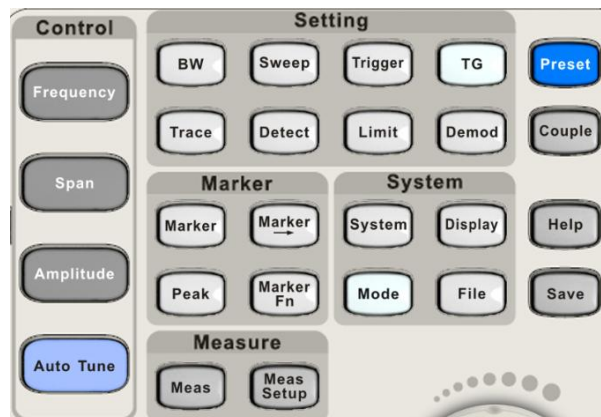 Control
Frequency
Span
Amplitude
Auto Tune
Setting
BW
Sweep
Trigger
TG
Trace
Detect
Limit
Demod
Marker
Marker
Marker
→
Peak
Marker
Fn
System
System
Display
Mode
File
Measure
Meas
Meas
Setup
Preset
Couple
Help
Save